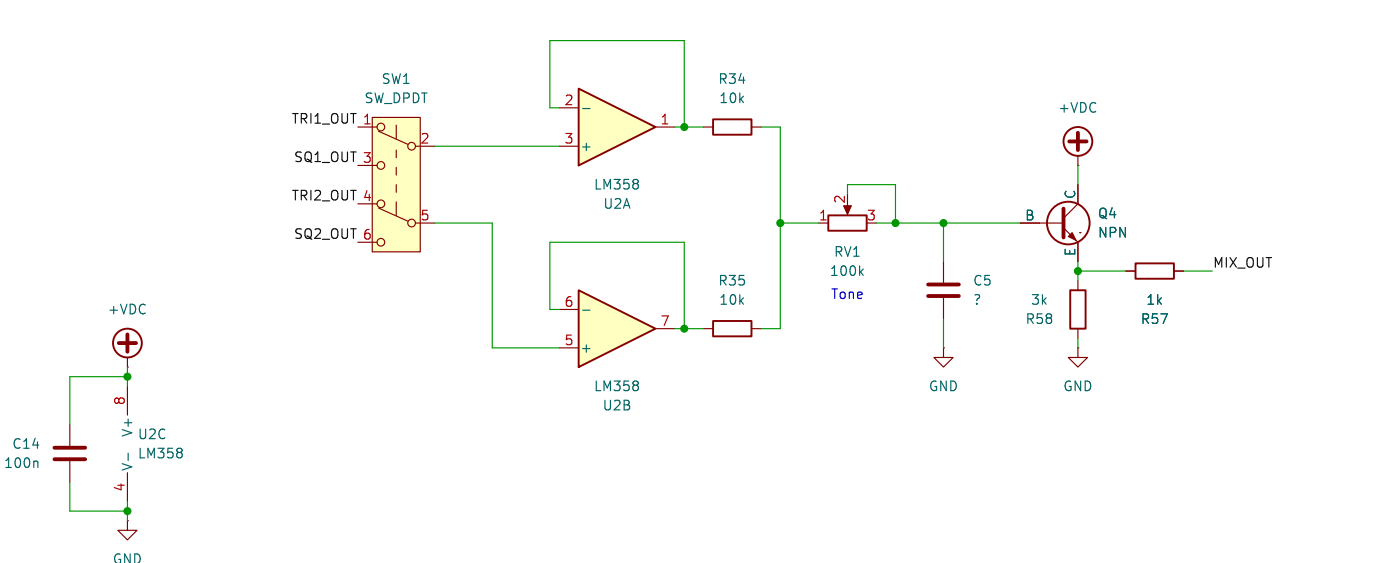 SW1
SW_DPDT
TRI1_OUT 1
2
SQ1_OUT 3
TRI2_OUT 4
5
SQ2_OUT 6
2
−
3
+
1
LM358
U2A
R34
10k
6
−
5
+
7
LM358
U2B
R35
10k
1
2
3
RV1
100k
Tone
C5
?
GND
+VDC
B
C
E
Q4
NPN
3k
R58
GND
1k
R57
MIX_OUT
+VDC
8
V+
U2C
LM358
V−
4
C14
100n
GND